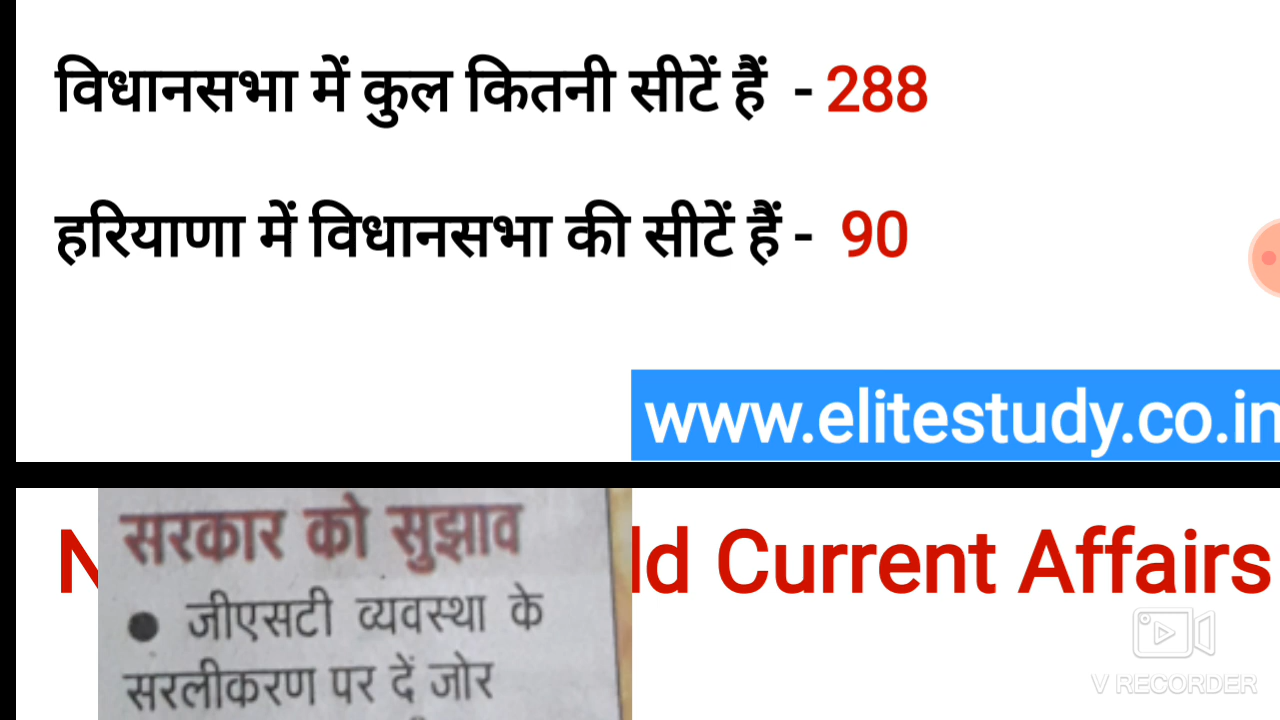 विधानसभा में कुल कितनी सीटें हैं - 288
हरियाणा में विधानसभा की सीटें हैं - 90
www.elitestudy.co.in
ld Current Affairs
सरकार को सुझाव
● जीएसटी व्यवस्था के
सरलीकरण पर दें जोर
V RECORDER